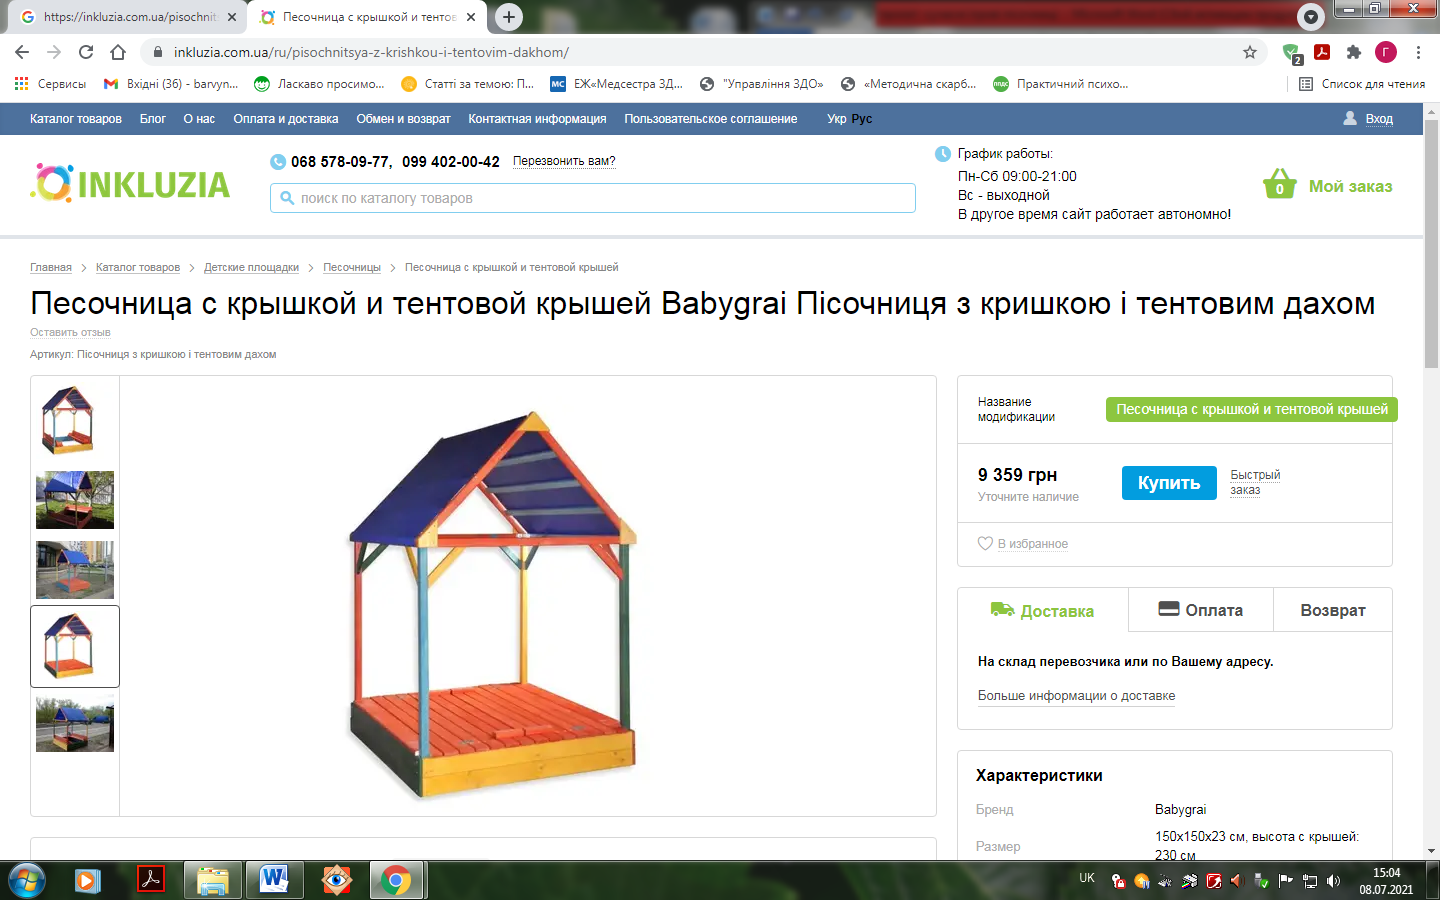 https://inkluzia.com.ua/pisochnit
Песочница с крышкой и тентов
inkluzia.com.ua/ru/pisochnitsya-z-krishkou-i-tentovim-dakhom/
2
Г
Сервисы
Вхідні (36) - barvyn...
Ласкаво просимо...
Статті за темою: П...
МС
ЕЖ«Медсестра ЗД...
"Управління ЗДО»
«Методична скарб...
Практичний психо...
Список для чтения
Каталог товаров
Блог
О нас
Оплата и доставка
Обмен и возврат
Контактная информация
Пользовательское соглашение
Укр Рус
Вход
INKLUZIA
068 578-09-77, 099 402-00-42
Перезвонить вам?
поиск по каталогу товаров
График работы:
Пн-Сб 09:00-21:00
Вс - выходной
В другое время сайт работает автономно!
0
Мой заказ
Главная
Каталог товаров
Детские площадки
Песочницы
Песочница с крышкой и тентовой крышей
Песочница с крышкой и тентовой крышей Babygrai Пісочниця з кришкою і тентовим дахом
Оставить отзыв
Артикул: Пісочниця з кришкою і тентовим дахом
Название
модификации
Песочница с крышкой и тентовой крышей
9 359 грн
Уточните наличие
Купить
Быстрый
заказ
В избранное
Доставка
Оплата
Возврат
На склад перевозчика или по Вашему адресу.
Больше информации о доставке
Характеристики
Бренд
Babygrai
Размер
150х150х23 см, высота с крышей:
230 см
UK
15:04
08.07.2021